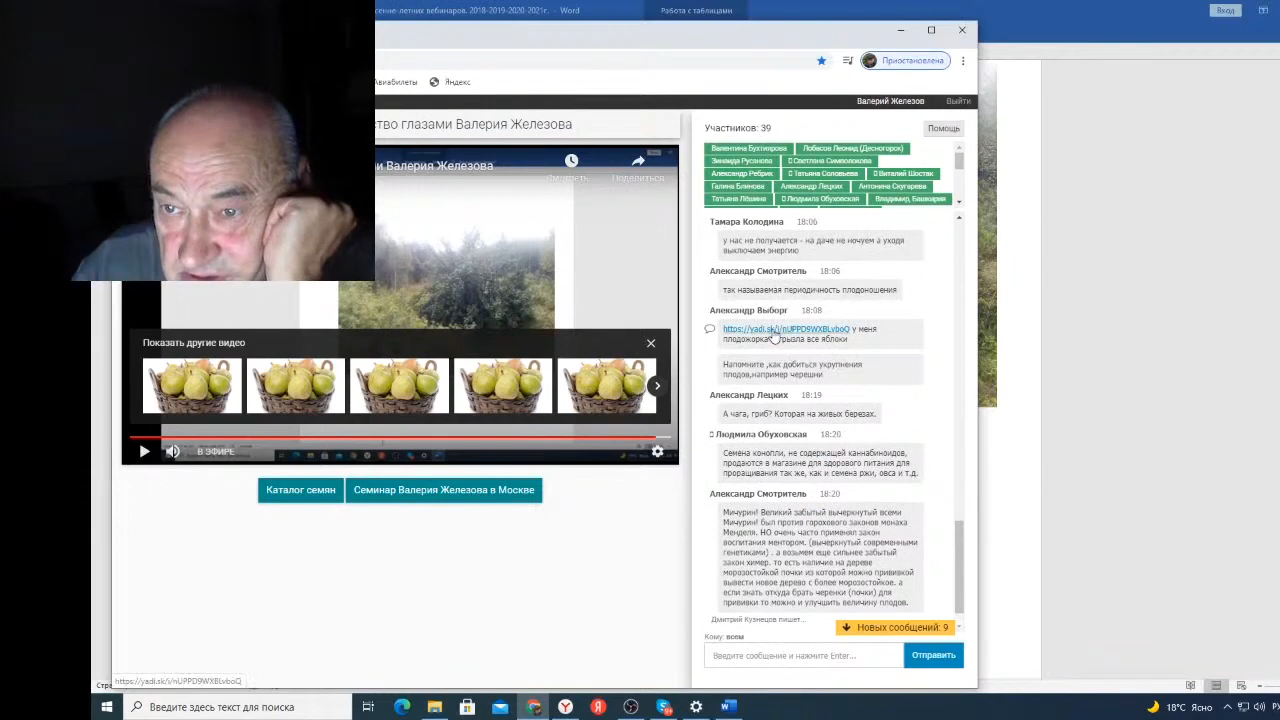 есенне-летних вебинаров. 2018-2019-2020-2021г. - Word
Работа с таблицами
Вход
Приостановлена
Авиабилеты
Яндекс
Валерий Железов
Выйти
ство глазами Валерия Железова
Участников: 39
Помощь
Валентина Бухтиярова
Лобасов Леонид (Десногорск)
Зинаида Русанова
Светлана Символокова
Александр Ребрик
Татьяна Соловьева
Виталий Шостак
Галина Блинова
Александр Лецких
Антонина Скугарева
Татьяна Лёшина
Людмила Обуховская
Владимир, Башкирия
и Валерия Железова
Смотреть...
Поделиться
Тамара Колодина 18:06
у нас не получается - на даче не ночуем а уходя
выключаем энергию
Александр Смотритель 18:06
так называемая периодичность плодоношения
Александр Выборг 18:08
https://yadi.sk/i/nUPPD9WXBLvboQ у меня
плодожорка грызла все яблоки
Напомните ,как добиться укрупнения
плодов,например черешни
Александр Лецких 18:19
А чага, гриб? Которая на живых березах.
Людмила Обуховская 18:20
Семена конопли, не содержащей каннабиноидов,
продаются в магазине для здорового питания для
проращивания так же, как и семена ржи, овса и т.д.
Александр Смотритель 18:20
Мичурин! Великий забытый вычеркнутый всеми
Мичурин! был против горохового законов монаха
Менделя. НО очень часто применял закон
воспитания ментором. (вычеркнутый современными
генетиками) . а возьмем еще сильнее забытый
закон химер. то есть наличие на дереве
морозостойкой почки из которой можно прививкой
вывести новое дерево с более морозостойкое. а
если знать откуда брать черенки (почки) для
прививки то можно и улучшить величину плодов.
Дмитрий Кузнецов пишет...
Новых сообщений: 9
Кому: всем
Введите сообщение и нажмите Enter...
Отправить
Показать другие видео
В ЭФИРЕ
Каталог семян
Семинар Валерия Железова в Москве
https://yadi.sk/i/nUPPD9WXBLvboQ
Стра
Введите здесь текст для поиска
18°C Ясно